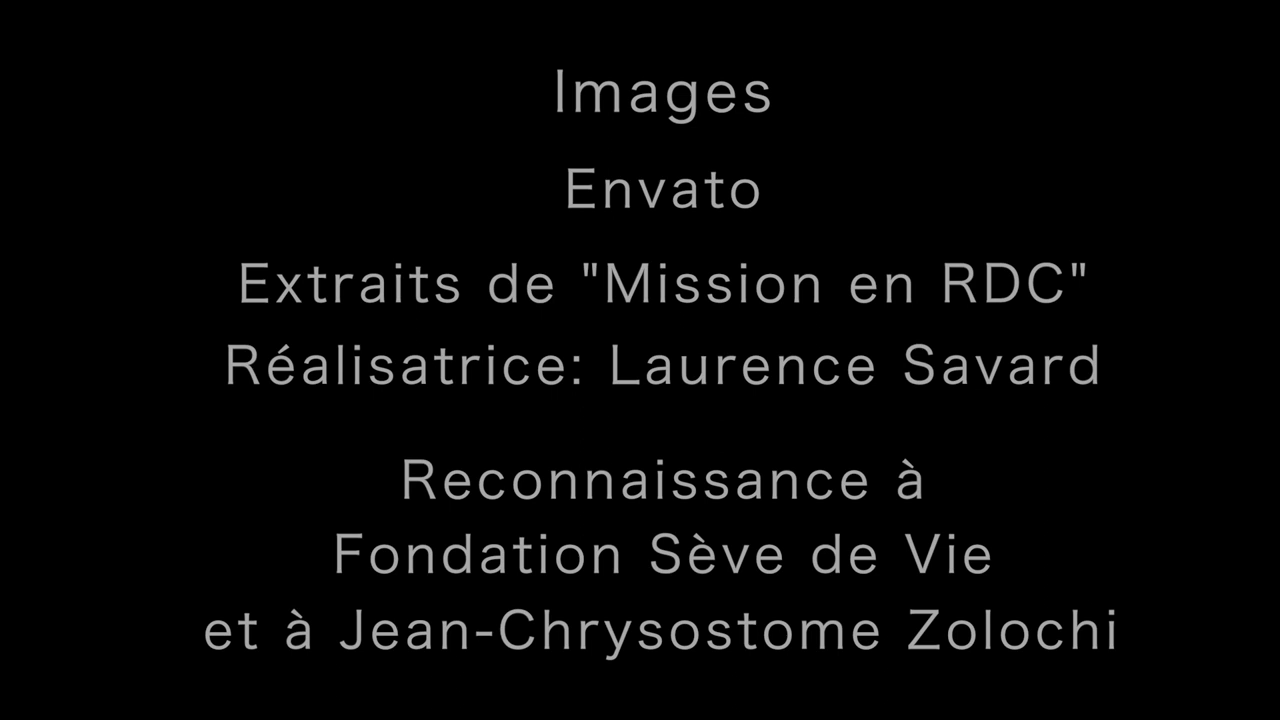 Images
Envato
Extraits de "Mission en RDC"
Réalisatrice: Laurence Savard
Reconnaissance à
Fondation Sève de Vie
et à Jean-Chrysostome Zolochi